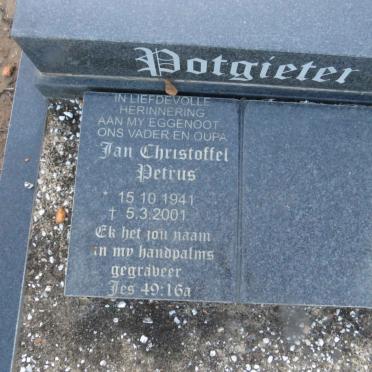 Potgieter
IN LIEFDEVOLLE
HERINNERING
AAN MY EGGENOOT
ONS VADER EN OUPA
Jan Christoffel
Petrus
* 15.10.1941
† 5.3.2001
Ek het jou naam
in my handpalms
gegraveer
Jes 49:16a